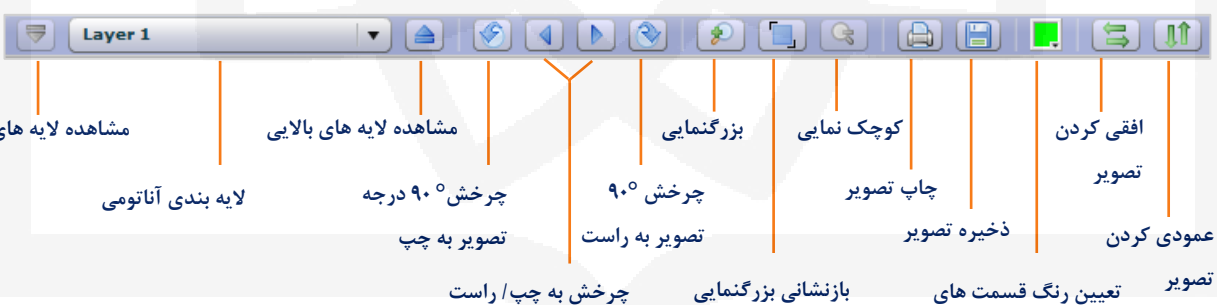 Layer 1
مشاهده لایه های
مشاهده لایه های بالایی
بزرگنمایی
کوچک نمایی
افقی کردن
تصویر
لایه بندی آناتومی
چرخش° ۹۰ درجه
تصویر به چپ
چرخش °۹۰
تصویر به راست
چاپ تصویر
ذخیره تصویر
عمودی کردن
تصویر
چرخش به چپ/ راست
بازنشانی بزرگنمایی
تعیین رنگ قسمت های